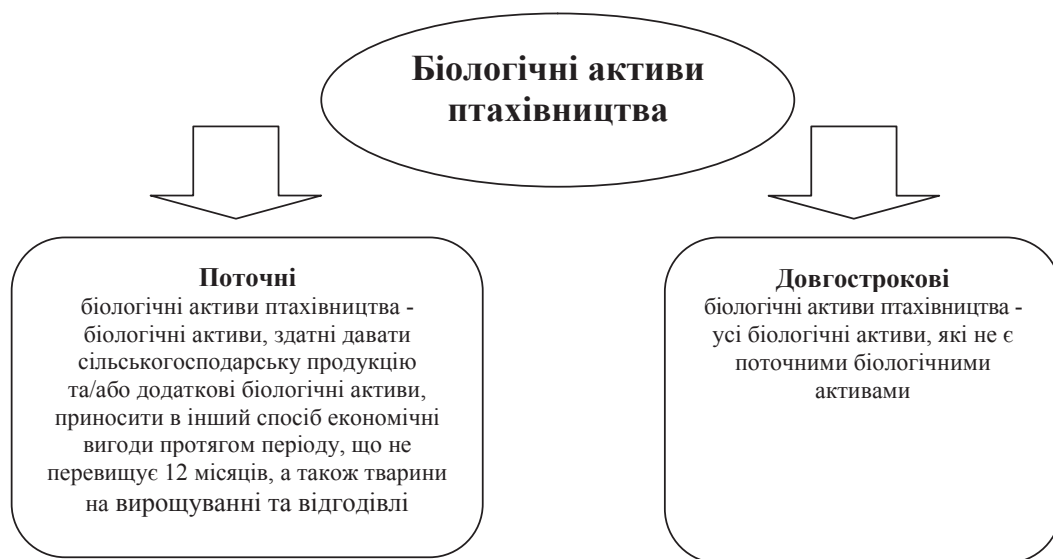 Біологічні активи
птахівництва
Поточні
біологічні активи птахівництва -
біологічні активи, здатні давати
сільськогосподарську продукцію
та/або додаткові біологічні активи,
приносити в інший спосіб економічні
вигоди протягом періоду, що не
перевищує 12 місяців, а також тварини
на вирощуванні та відгодівлі
Довгострокові
біологічні активи птахівництва -
усі біологічні активи, які не є
поточними біологічними
активами